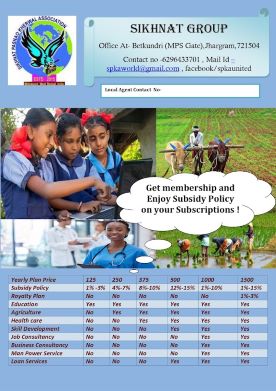 SIKHNAT GROUP
Office At- Betkundri (MPS Gate),Jhargram,721504
Contact no -6296433701 , Mail Id -
spkaworld@gmail.com , facebook/spkaunited
Local Agent Contact No-
Get membership and
Enjoy Subsidy Policy
on your Subscriptions !
Yearly Plan Price 125 250 375 500 1000 1500
Subsidy Policy 1% -3% 4%-7% 8%-10% 12%-15% 1%-10% 1%-15%
Royalty Plan No No No No No 1%-3%
Education Yes Yes Yes Yes Yes Yes
Agriculture No No Yes Yes Yes Yes
Health care No No No Yes Yes Yes
Skill Development No No No Yes Yes Yes
Job Consultancy No No No No Yes Yes
Business Consultancy No No No No Yes Yes
Man Power Service No No No No Yes Yes
Loan Services No No No Yes Yes Yes